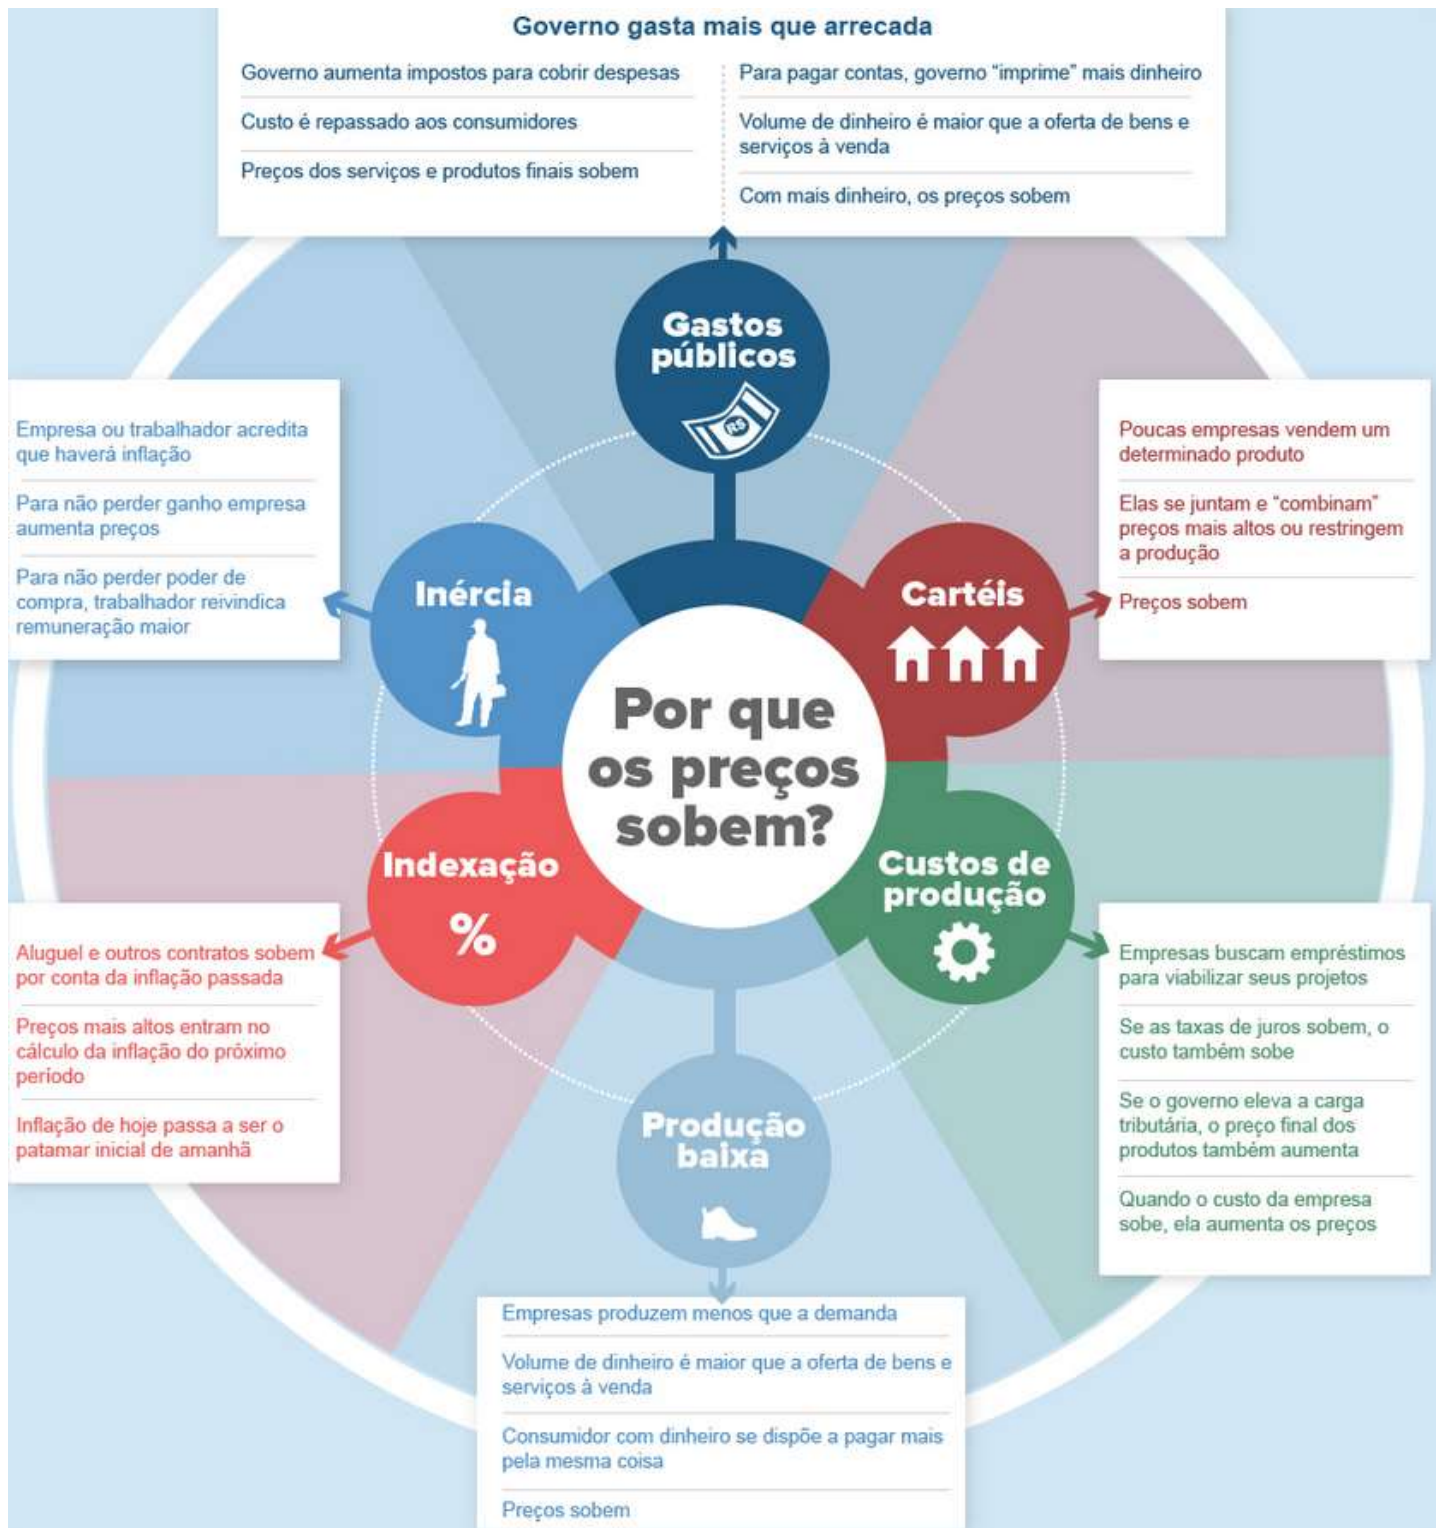 Governo gasta mais que arrecada
Governo aumenta impostos para cobrir despesas
Custo é repassado aos consumidores
Preços dos serviços e produtos finais sobem
Para pagar contas, governo “imprime” mais dinheiro
Volume de dinheiro é maior que a oferta de bens e
serviços à venda
Com mais dinheiro, os preços sobem
Gastos
públicos
R$
Empresa ou trabalhador acredita
que haverá inflação
Para não perder ganho empresa
aumenta preços
Para não perder poder de
compra, trabalhador reivindica
remuneração maior
Inércia
Cartéis
Poucas empresas vendem um
determinado produto
Elas se juntam e “combinam”
preços mais altos ou restringem
a produção
Preços sobem
Por que
os preços
sobem?
Indexação
%
Aluguel e outros contratos sobem
por conta da inflação passada
Preços mais altos entram no
cálculo da inflação do próximo
período
Inflação de hoje passa a ser o
patamar inicial de amanhã
Custos de
produção
Empresas buscam empréstimos
para viabilizar seus projetos
Se as taxas de juros sobem, o
custo também sobe
Se o governo eleva a carga
tributária, o preço final dos
produtos também aumenta
Quando o custo da empresa
sobe, ela aumenta os preços
Produção
baixa
Empresas produzem menos que a demanda
Volume de dinheiro é maior que a oferta de bens e
serviços à venda
Consumidor com dinheiro se dispõe a pagar mais
pela mesma coisa
Preços sobem